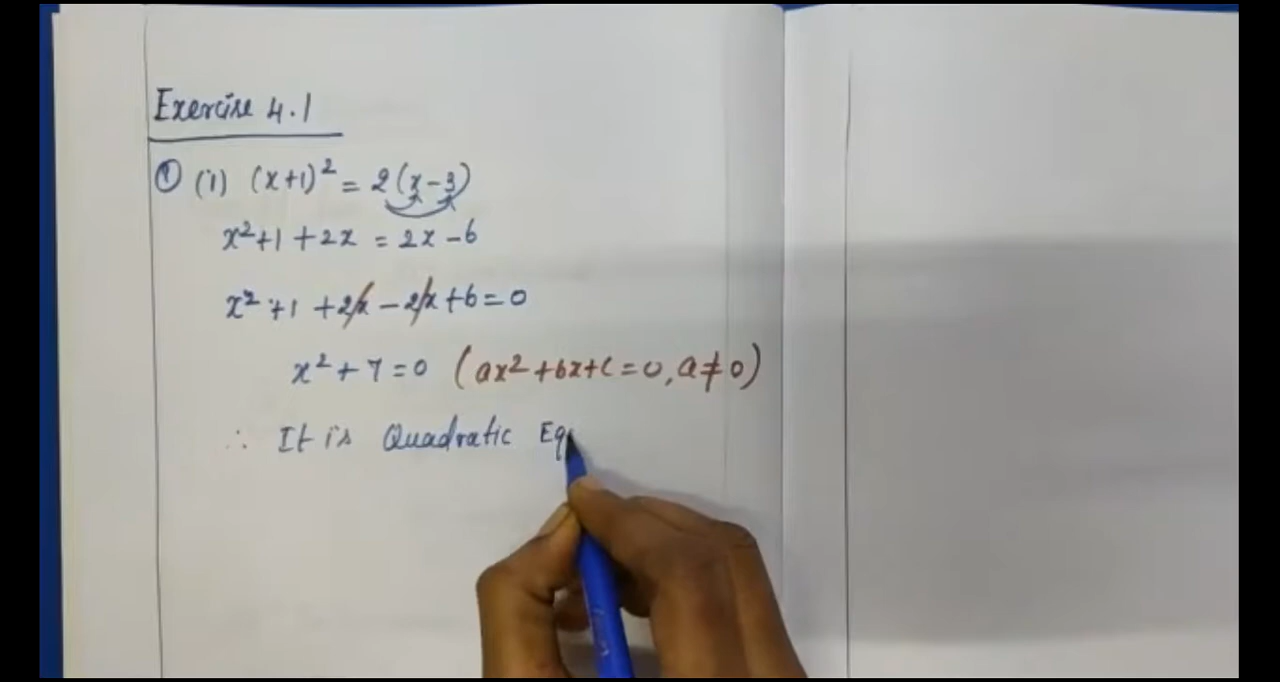 Exercise 4.1
① (i) (x+1)² = 2(x-3)
x²+1+2x = 2x-6
x²+1+2x-2x+6=0
x²+7=0 (ax²+bx+c=0, a≠0)
∴ It is Quadratic Eq